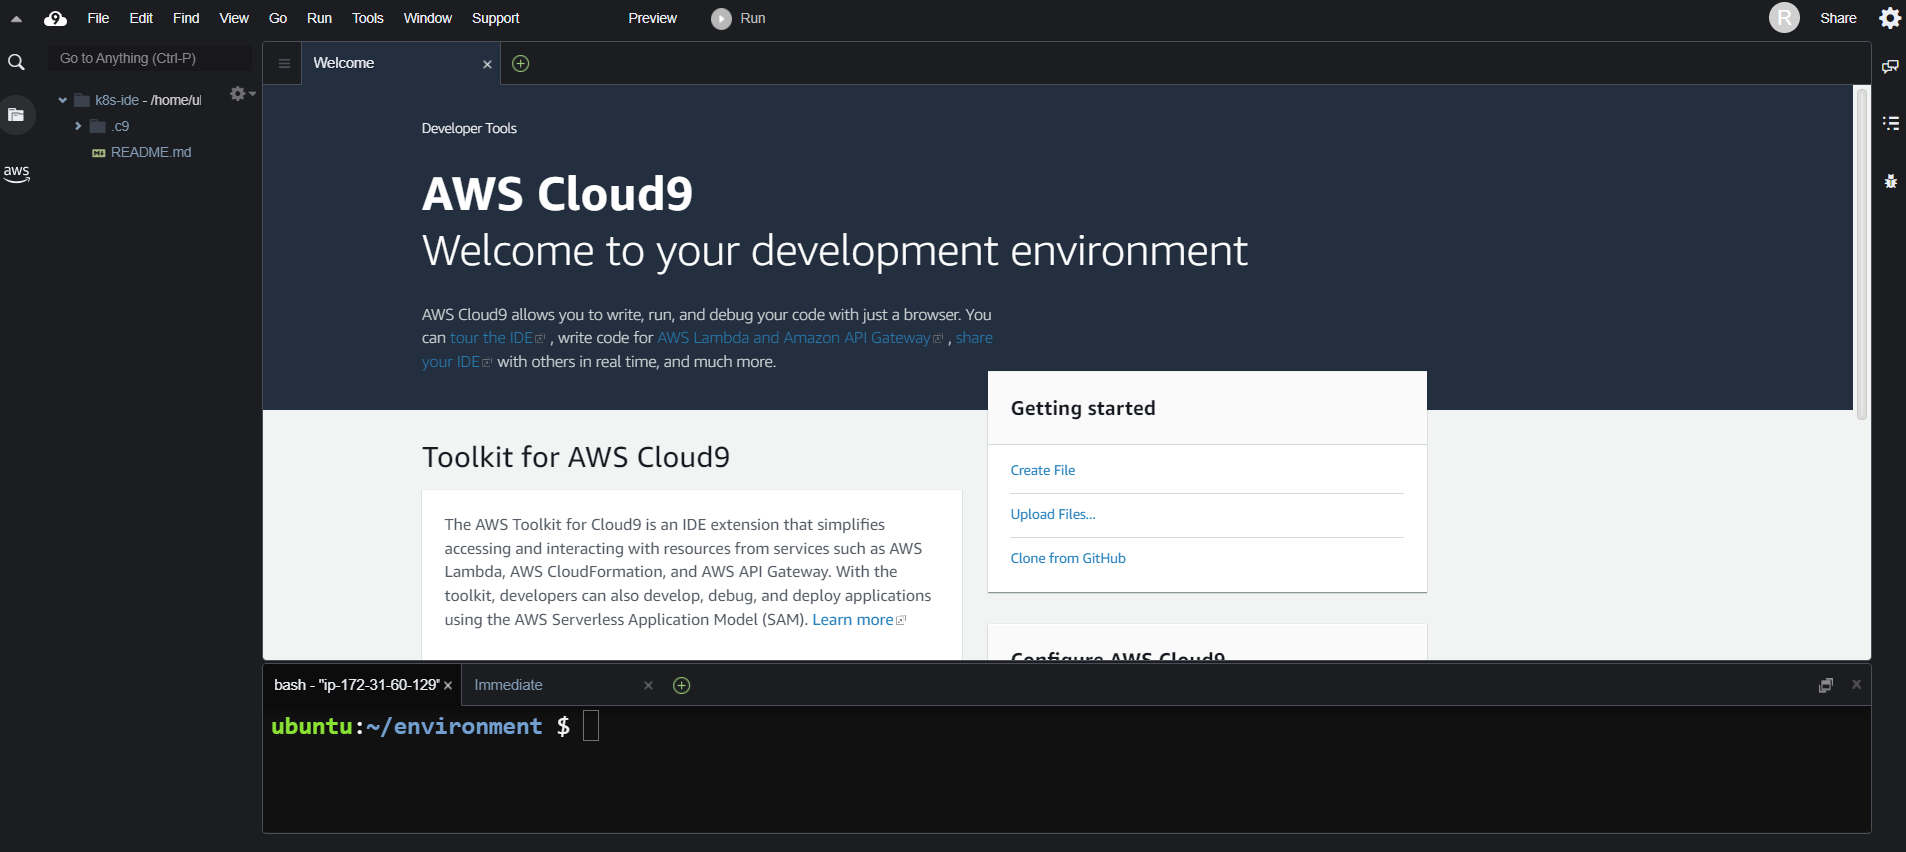 9 File Edit Find View Go Run Tools Window Support Preview Run R Share
Go to Anything (Ctrl-P)
Welcome
k8s-ide - /home/ul
.c9
README.md
aws
Developer Tools
AWS Cloud9
Welcome to your development environment
AWS Cloud9 allows you to write, run, and debug your code with just a browser. You
can tour the IDE , write code for AWS Lambda and Amazon API Gateway , share
your IDE with others in real time, and much more.
Getting started
Create File
Upload Files...
Clone from GitHub
Toolkit for AWS Cloud9
The AWS Toolkit for Cloud9 is an IDE extension that simplifies
accessing and interacting with resources from services such as AWS
Lambda, AWS CloudFormation, and AWS API Gateway. With the
toolkit, developers can also develop, debug, and deploy applications
using the AWS Serverless Application Model (SAM). Learn more
Configure AWS Cloud9
bash - "ip-172-31-60-129" Immediate
ubuntu:~/environment $